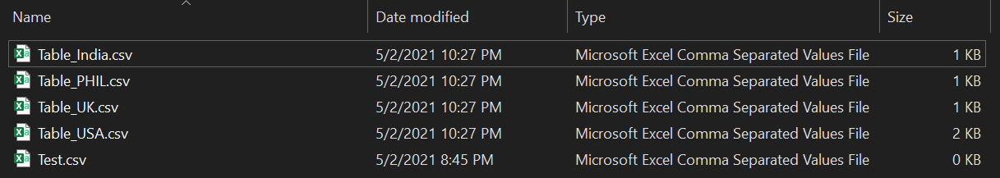 Name Date modified Type Size
Table_India.csv 5/2/2021 10:27 PM Microsoft Excel Comma Separated Values File 1 KB
Table_PHIL.csv 5/2/2021 10:27 PM Microsoft Excel Comma Separated Values File 1 KB
Table_UK.csv 5/2/2021 10:27 PM Microsoft Excel Comma Separated Values File 1 KB
Table_USA.csv 5/2/2021 10:27 PM Microsoft Excel Comma Separated Values File 2 KB
Test.csv 5/2/2021 8:45 PM Microsoft Excel Comma Separated Values File 0 KB